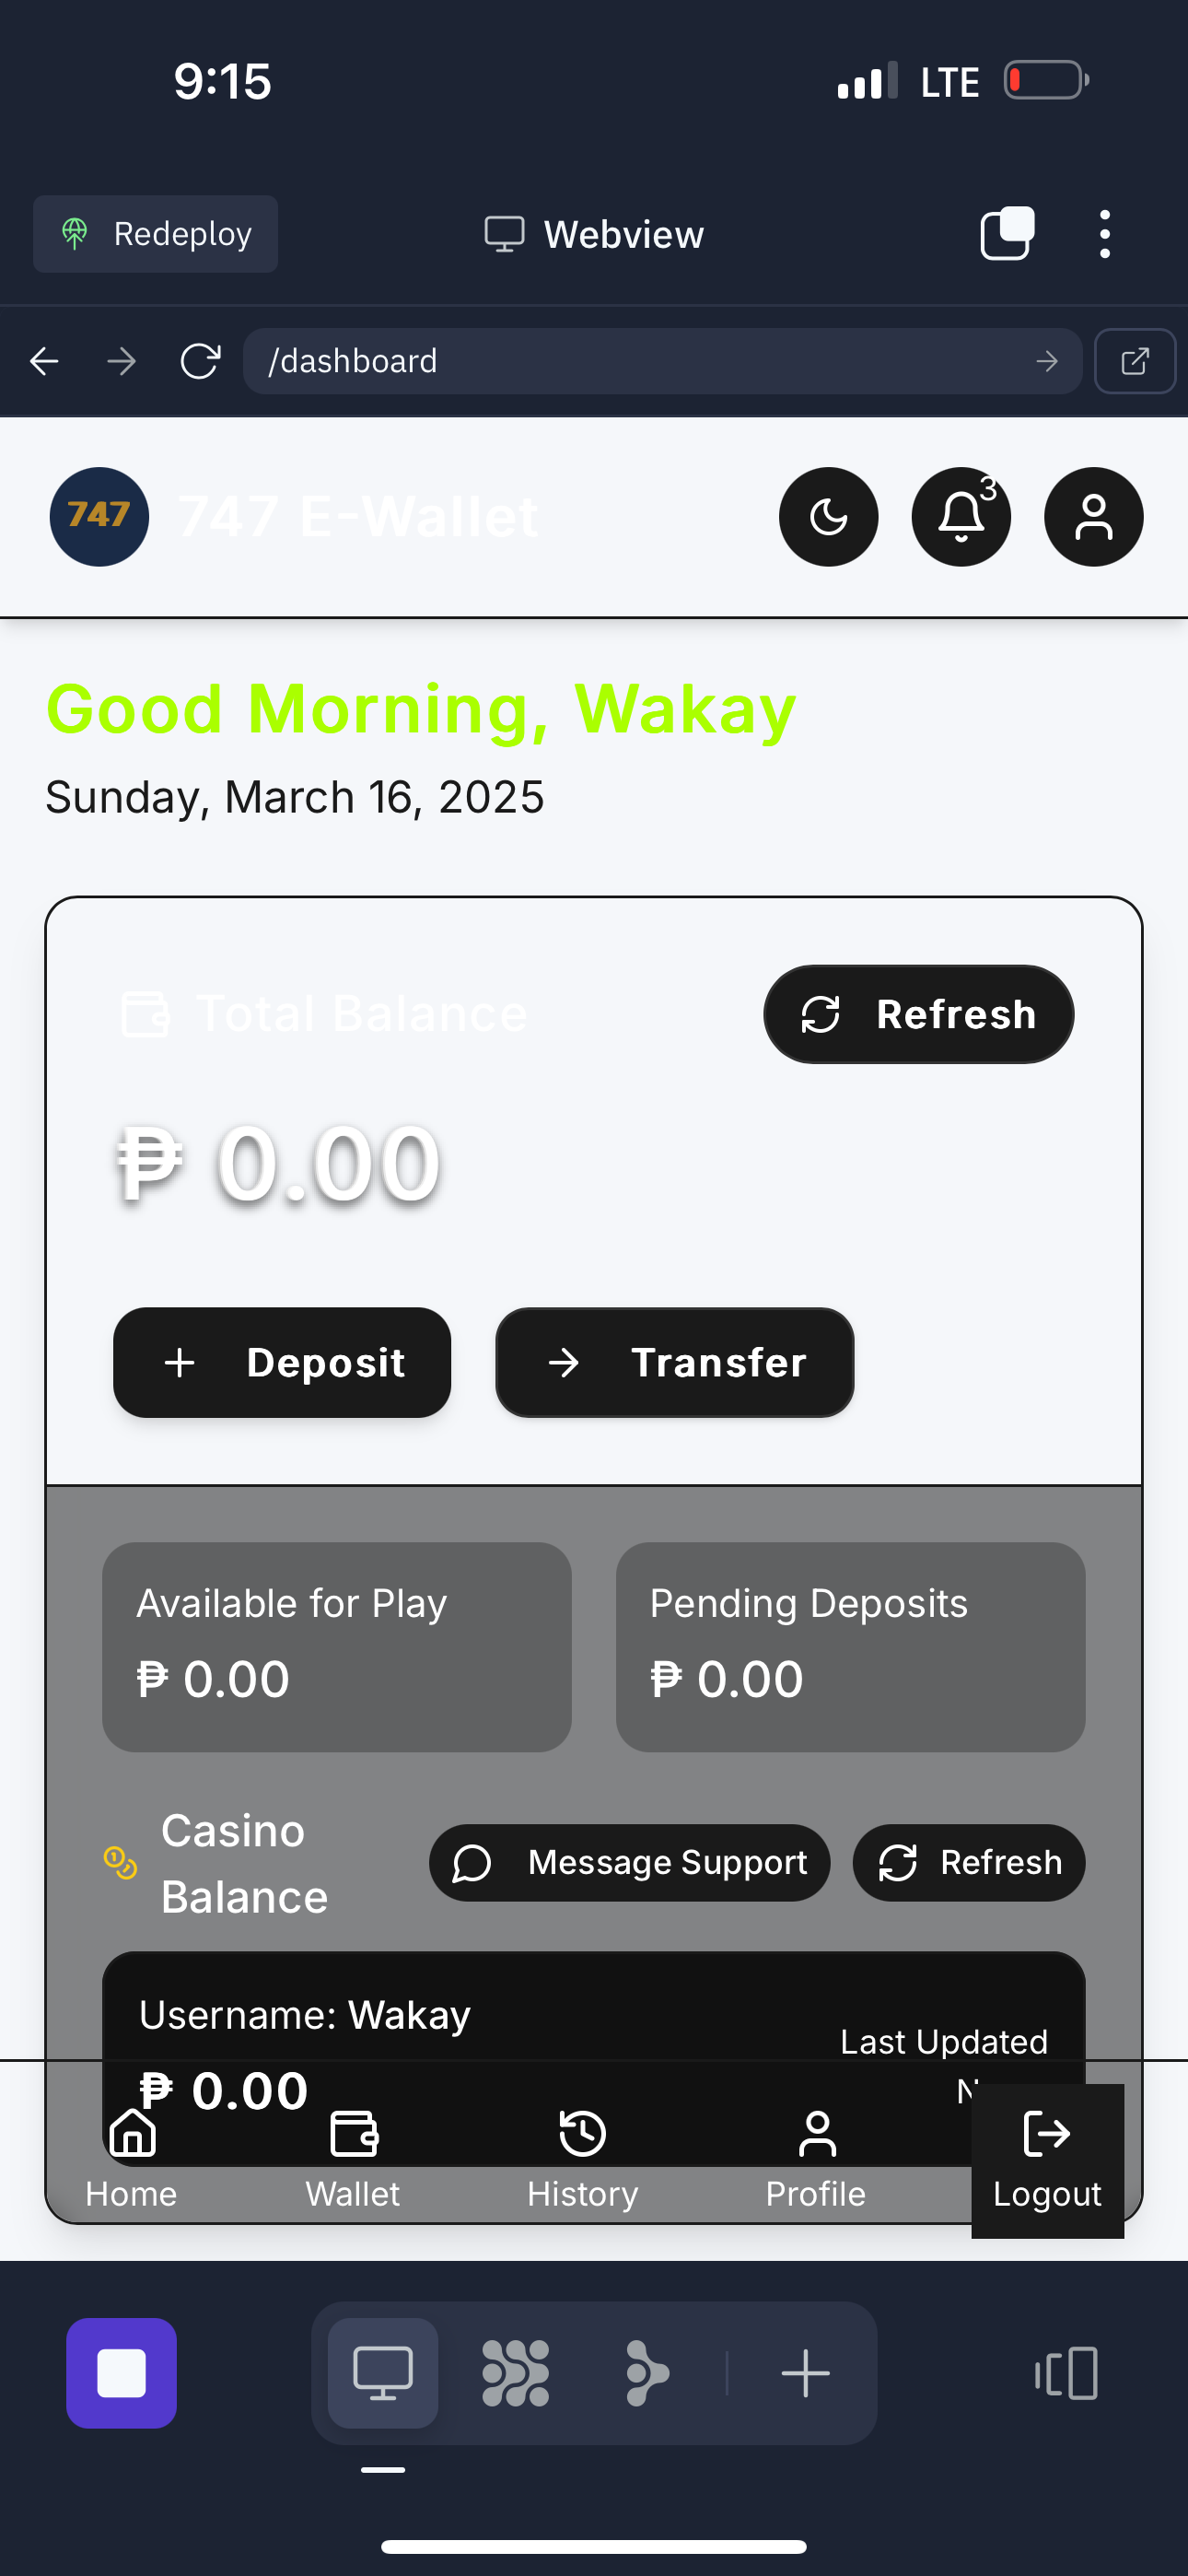 9:15
LTE
Redeploy
Webview
/dashboard
747
747 E-Wallet
3
Good Morning, Wakay
Sunday, March 16, 2025
Total Balance
Refresh
₱ 0.00
Deposit
Transfer
Available for Play
₱ 0.00
Pending Deposits
₱ 0.00
Casino
Balance
Message Support
Refresh
Username: Wakay
₱ 0.00
Last Updated
Home
Wallet
History
Profile
Logout